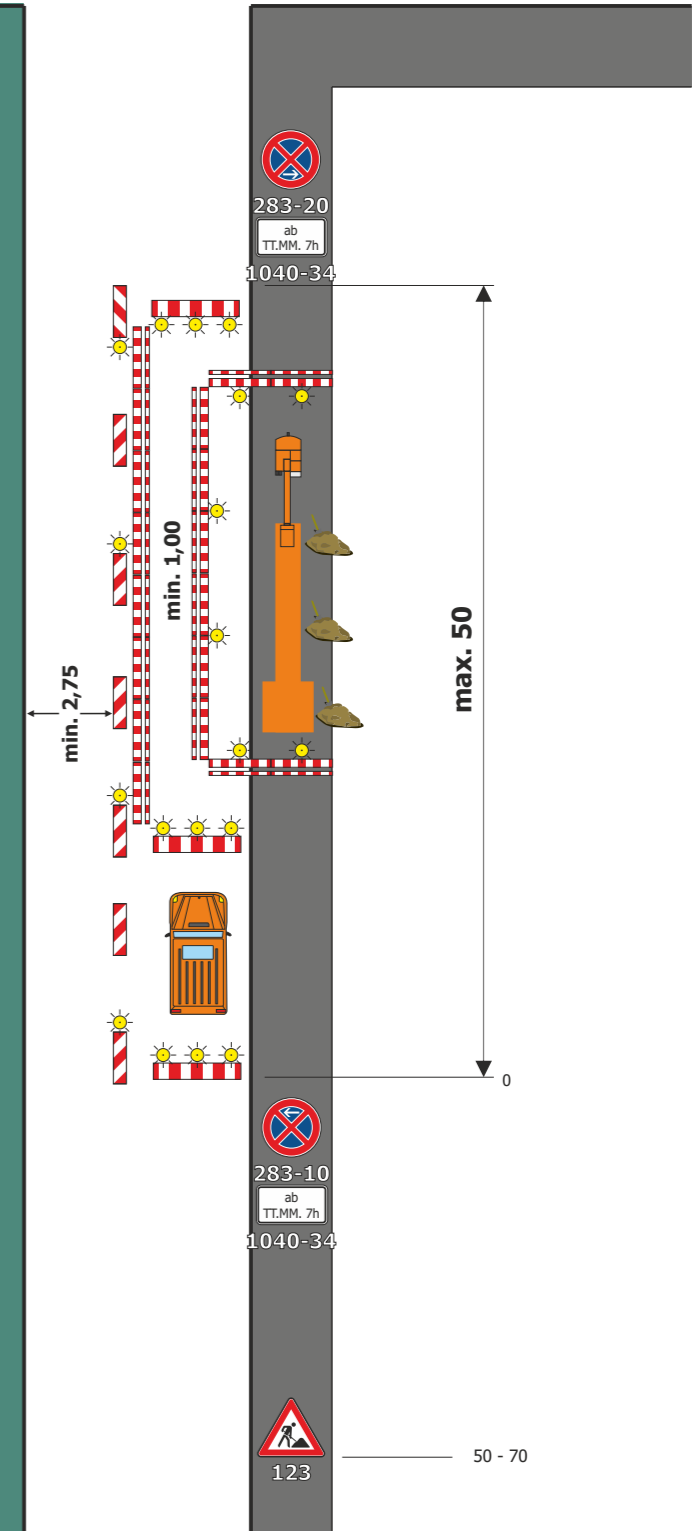 283-20
ab
TT.MM. 7h
1040-34
min. 1,00
max. 50
min. 2,75
0
283-10
ab
TT.MM. 7h
1040-34
50 - 70
123